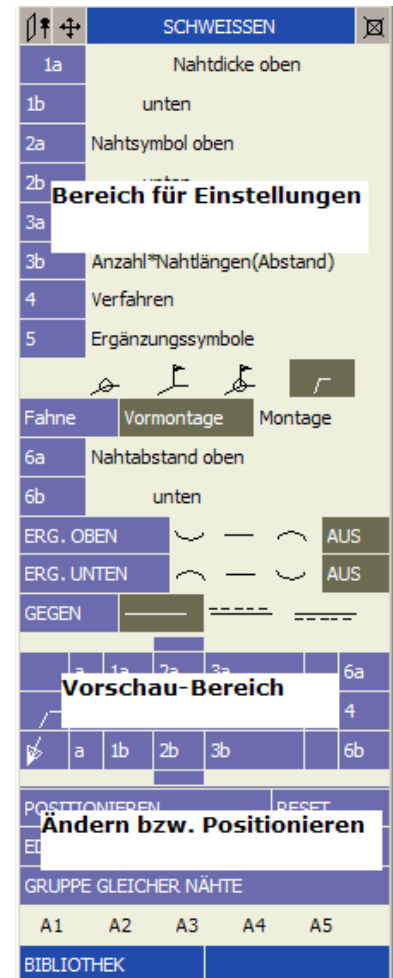 SCHWEISSEN
1a Nahtdicke oben
1b unten
2a Nahtsymbol oben
2b
Bereich für Einstellungen
3a
3b Anzahl*Nahtlängen(Abstand)
4 Verfahren
5 Ergänzungssymbole
Fahne Vormontage Montage
6a Nahtabstand oben
6b unten
ERG. OBEN AUS
ERG. UNTEN AUS
GEGEN
a 1a 2a 3a 6a
Vorschau-Bereich
4
a 1b 2b 3b 6b
POSITIONIEREN RESET
Ändern bzw. Positionieren
GRUPPE GLEICHER NÄHTE
A1 A2 A3 A4 A5
BIBLIOTHEK